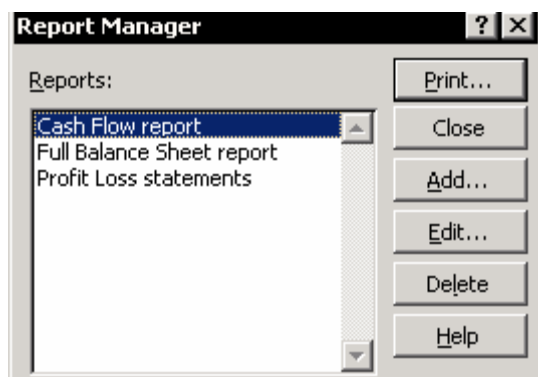 Report Manager ? ×
Reports:
Cash Flow report
Full Balance Sheet report
Profit Loss statements
Print...
Close
Add...
Edit...
Delete
Help